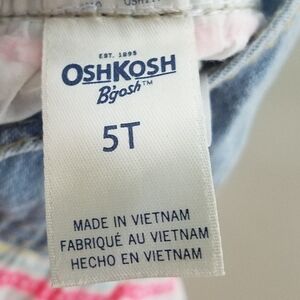 EST. 1895
OSHKOSH
B'gosh™
5T
MADE IN VIETNAM
FABRIQUÉ AU VIETNAM
HECHO EN VIETNAM